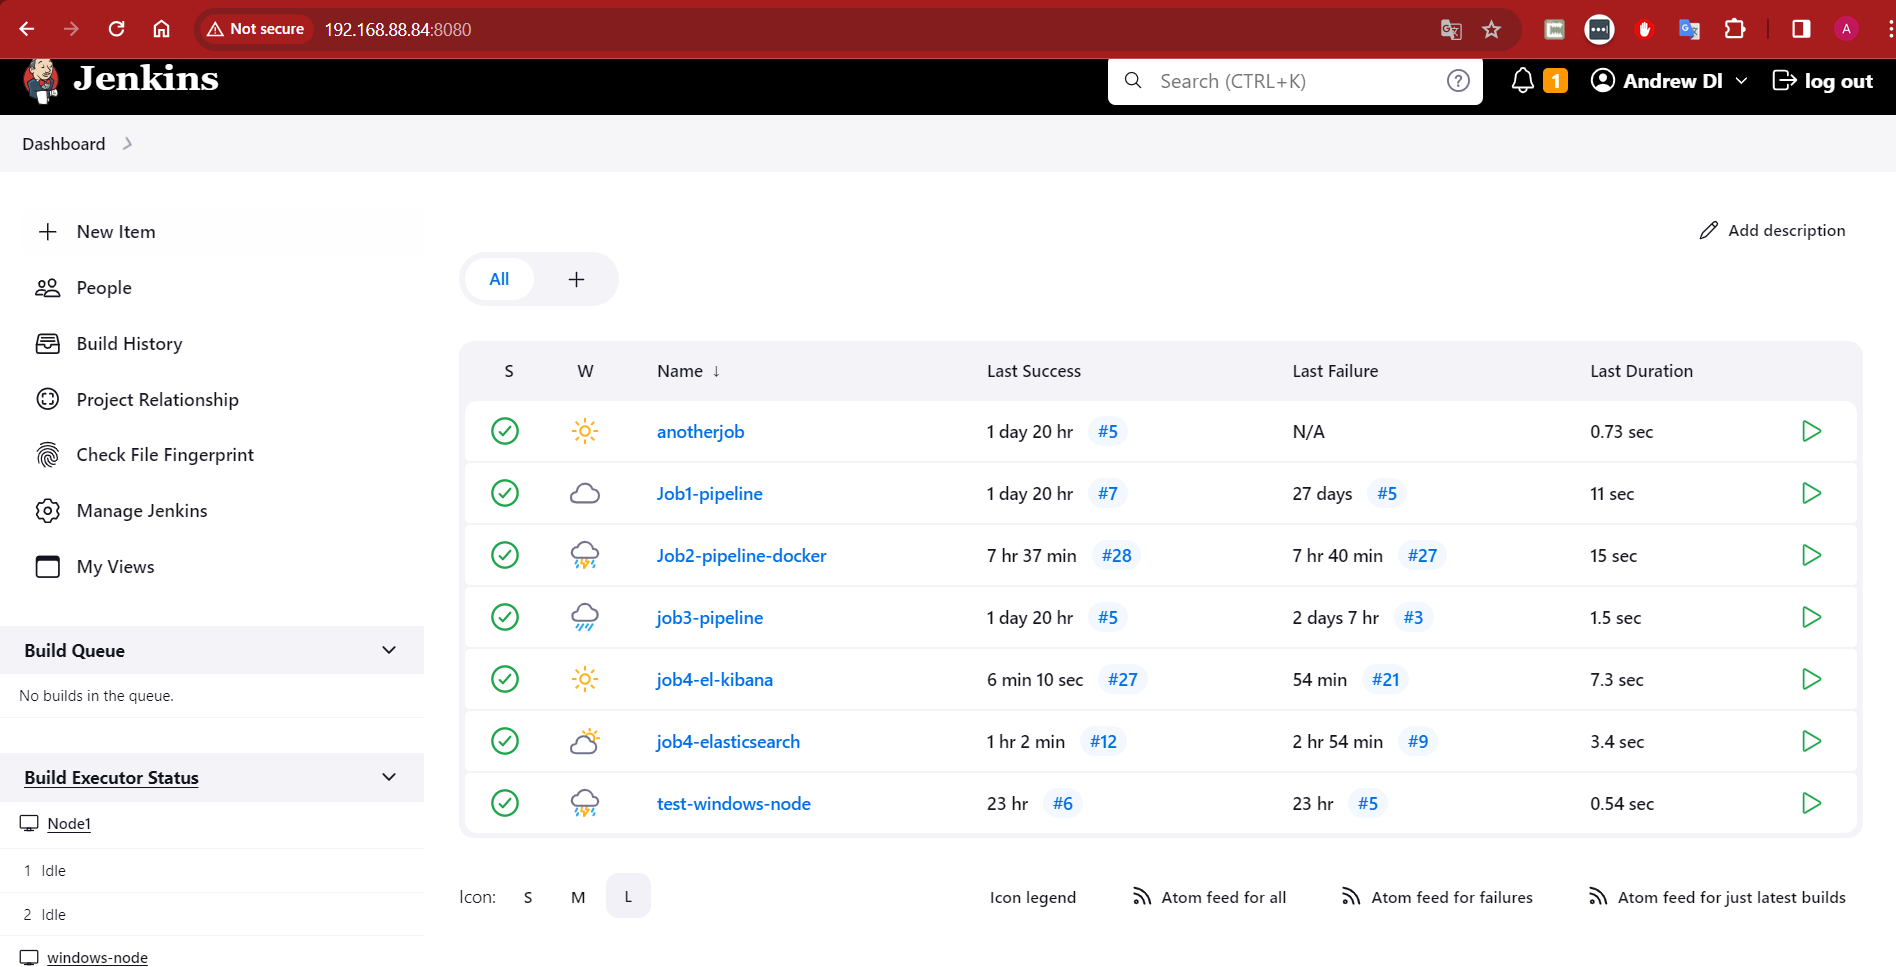 Not secure 192.168.88.84:8080 A
Jenkins Search (CTRL+K) ? 1 Andrew Dl log out
Dashboard
New Item
People
Build History
Project Relationship
Check File Fingerprint
Manage Jenkins
My Views
Build Queue
No builds in the queue.
Build Executor Status
Node1
1 Idle
2 Idle
windows-node
Add description
All +
S W Name ↓ Last Success Last Failure Last Duration
anotherjob 1 day 20 hr #5 N/A 0.73 sec
Job1-pipeline 1 day 20 hr #7 27 days #5 11 sec
Job2-pipeline-docker 7 hr 37 min #28 7 hr 40 min #27 15 sec
job3-pipeline 1 day 20 hr #5 2 days 7 hr #3 1.5 sec
job4-el-kibana 6 min 10 sec #27 54 min #21 7.3 sec
job4-elasticsearch 1 hr 2 min #12 2 hr 54 min #9 3.4 sec
test-windows-node 23 hr #6 23 hr #5 0.54 sec
Icon: S M L Icon legend Atom feed for all Atom feed for failures Atom feed for just latest builds